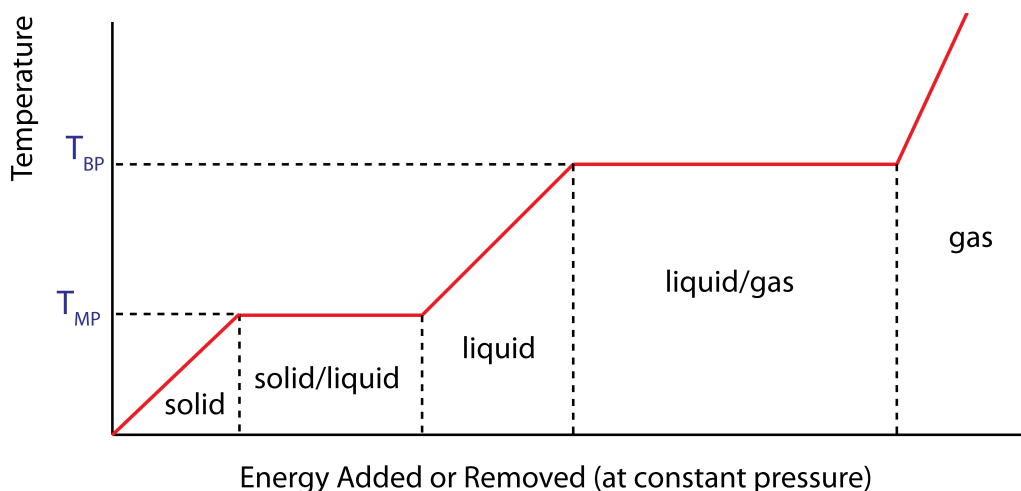 Temperature
T_BP
T_MP
solid
solid/liquid
liquid
liquid/gas
gas
Energy Added or Removed (at constant pressure)